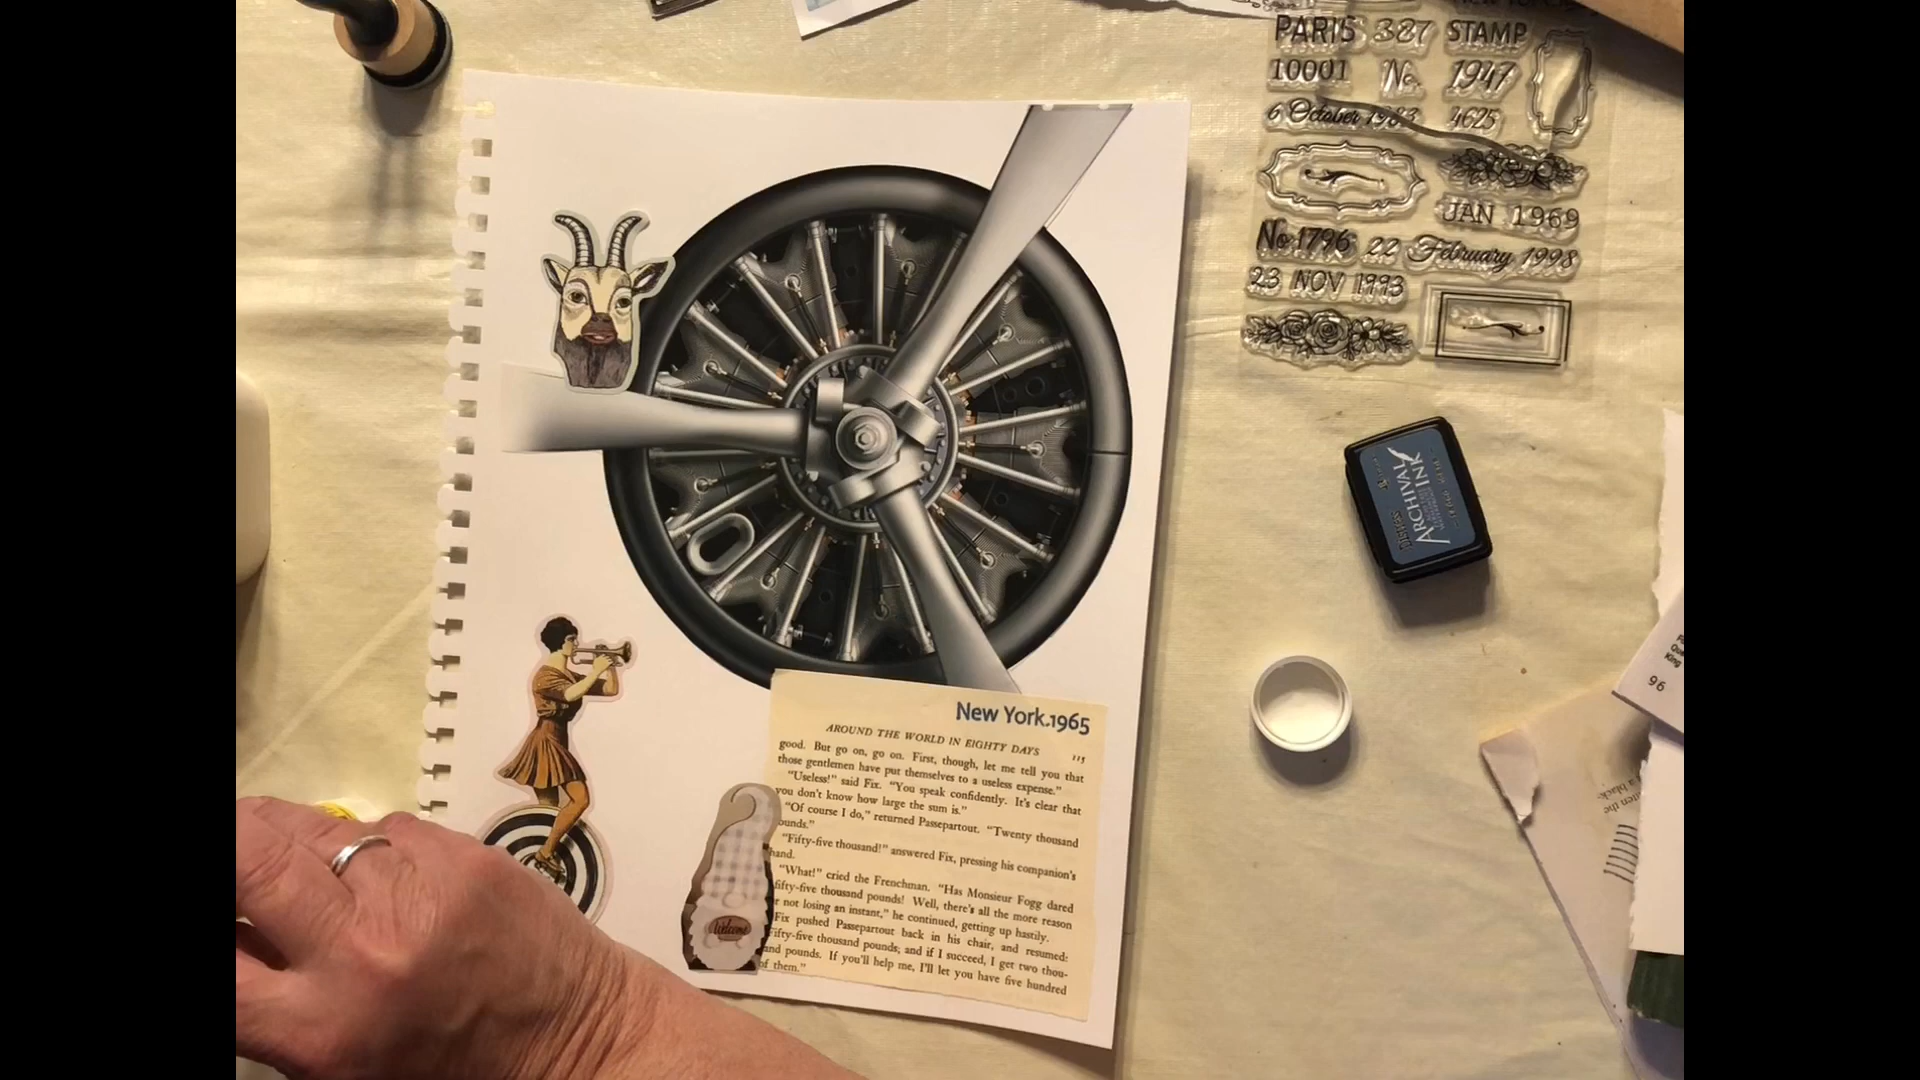 PARIS 387 STAMP
10001 No. 1947
6 October 1983 4625
JAN 1969
No 1796 22 February 1998
23 NOV 1993
ARCHIVAL
INK
96
New York.1965
AROUND THE WORLD IN EIGHTY DAYS 115
good. But go on, go on. First, though, let me tell you that
those gentlemen have put themselves to a useless expense."
"Useless!" said Fix. "You speak confidently. It's clear that
you don't know how large the sum is."
"Of course I do," returned Passepartout. "Twenty thousand
ounds."
"Fifty-five thousand!" answered Fix, pressing his companion's
hand.
"What!" cried the Frenchman. "Has Monsieur Fogg dared
fifty-five thousand pounds! Well, there's all the more reason
r not losing an instant," he continued, getting up hastily.
Fix pushed Passepartout back in his chair, and resumed:
Fifty-five thousand pounds; and if I succeed, I get two thou-
and pounds. If you'll help me, I'll let you have five hundred
of them."
Welcome